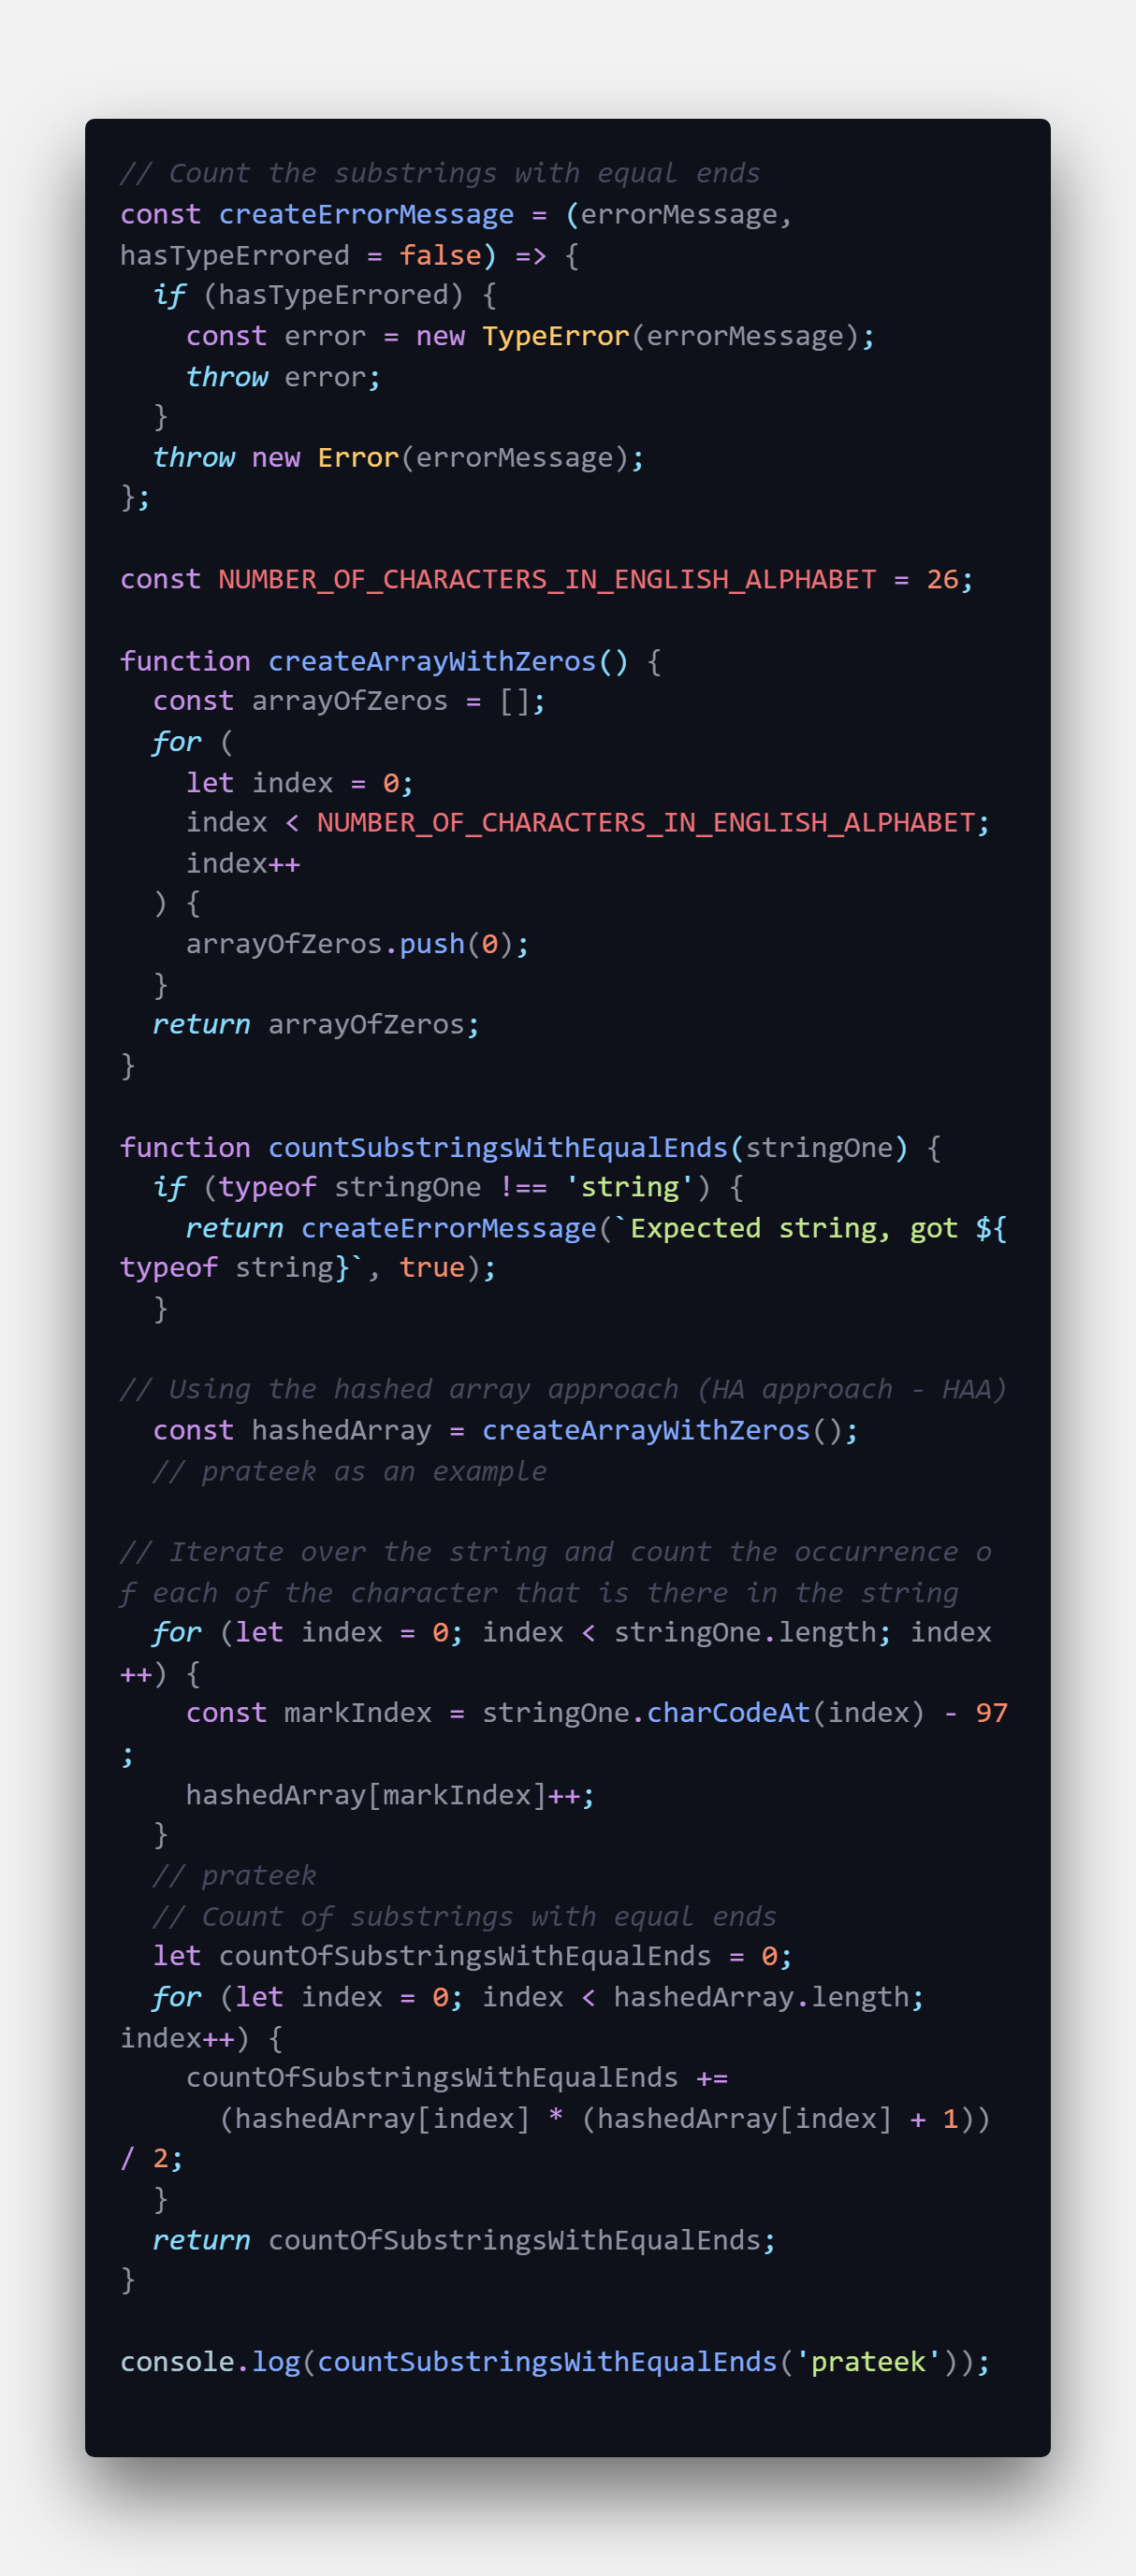 // Count the substrings with equal ends
const createErrorMessage = (errorMessage,
hasTypeErrored = false) => {
  if (hasTypeErrored) {
    const error = new TypeError(errorMessage);
    throw error;
  }
  throw new Error(errorMessage);
};

const NUMBER_OF_CHARACTERS_IN_ENGLISH_ALPHABET = 26;

function createArrayWithZeros() {
  const arrayOfZeros = [];
  for (
    let index = 0;
    index < NUMBER_OF_CHARACTERS_IN_ENGLISH_ALPHABET;
    index++
  ) {
    arrayOfZeros.push(0);
  }
  return arrayOfZeros;
}

function countSubstringsWithEqualEnds(stringOne) {
  if (typeof stringOne !== 'string') {
    return createErrorMessage(`Expected string, got ${
typeof string}`, true);
  }

// Using the hashed array approach (HA approach - HAA)
  const hashedArray = createArrayWithZeros();
  // prateek as an example

// Iterate over the string and count the occurrence o
f each of the character that is there in the string
  for (let index = 0; index < stringOne.length; index
++) {
    const markIndex = stringOne.charCodeAt(index) - 97
;
    hashedArray[markIndex]++;
  }
  // prateek
  // Count of substrings with equal ends
  let countOfSubstringsWithEqualEnds = 0;
  for (let index = 0; index < hashedArray.length;
index++) {
    countOfSubstringsWithEqualEnds +=
      (hashedArray[index] * (hashedArray[index] + 1))
/ 2;
  }
  return countOfSubstringsWithEqualEnds;
}

console.log(countSubstringsWithEqualEnds('prateek'));